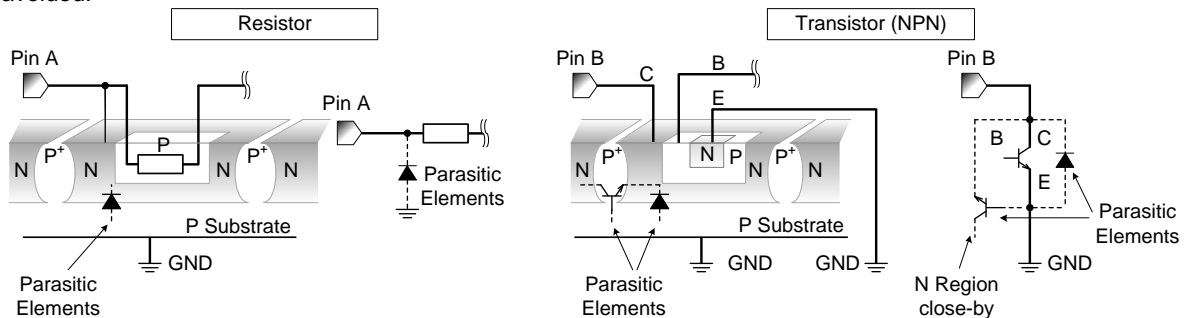 Resistor
Transistor (NPN)
Pin A
Pin A
N
P+
N
P
N
P+
N
Parasitic
Elements
P Substrate
GND
Parasitic
Elements
Pin B
C
B
E
N
P+
N
N
P
N
P+
N
P Substrate
GND
GND
Parasitic
Elements
Pin B
B
C
E
Parasitic
Elements
GND
N Region
close-by